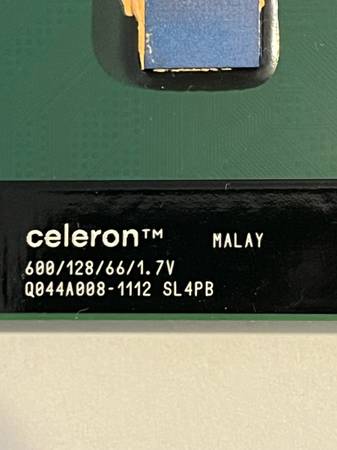 celeron™ MALAY
600/128/66/1.7V
Q044A008-1112 SL4PB